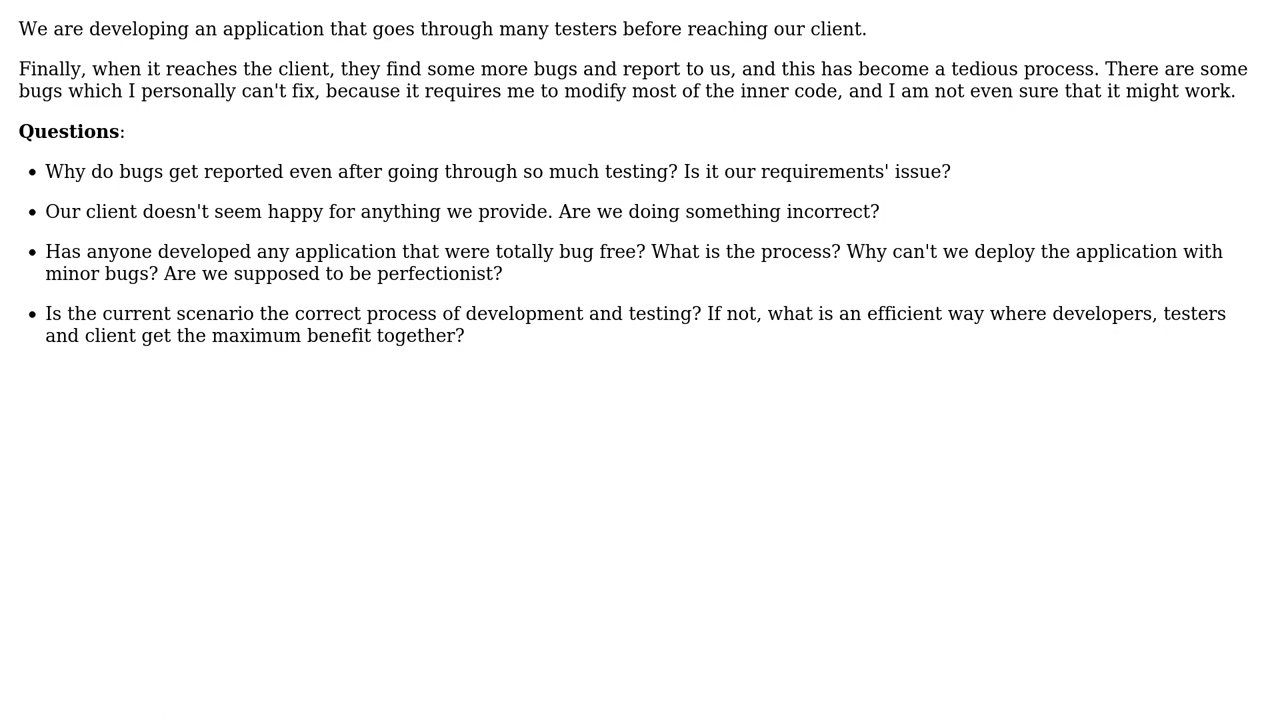 We are developing an application that goes through many testers before reaching our client.
Finally, when it reaches the client, they find some more bugs and report to us, and this has become a tedious process. There are some
bugs which I personally can't fix, because it requires me to modify most of the inner code, and I am not even sure that it might work.
Questions:
• Why do bugs get reported even after going through so much testing? Is it our requirements' issue?
• Our client doesn't seem happy for anything we provide. Are we doing something incorrect?
• Has anyone developed any application that were totally bug free? What is the process? Why can't we deploy the application with
minor bugs? Are we supposed to be perfectionist?
• Is the current scenario the correct process of development and testing? If not, what is an efficient way where developers, testers
and client get the maximum benefit together?